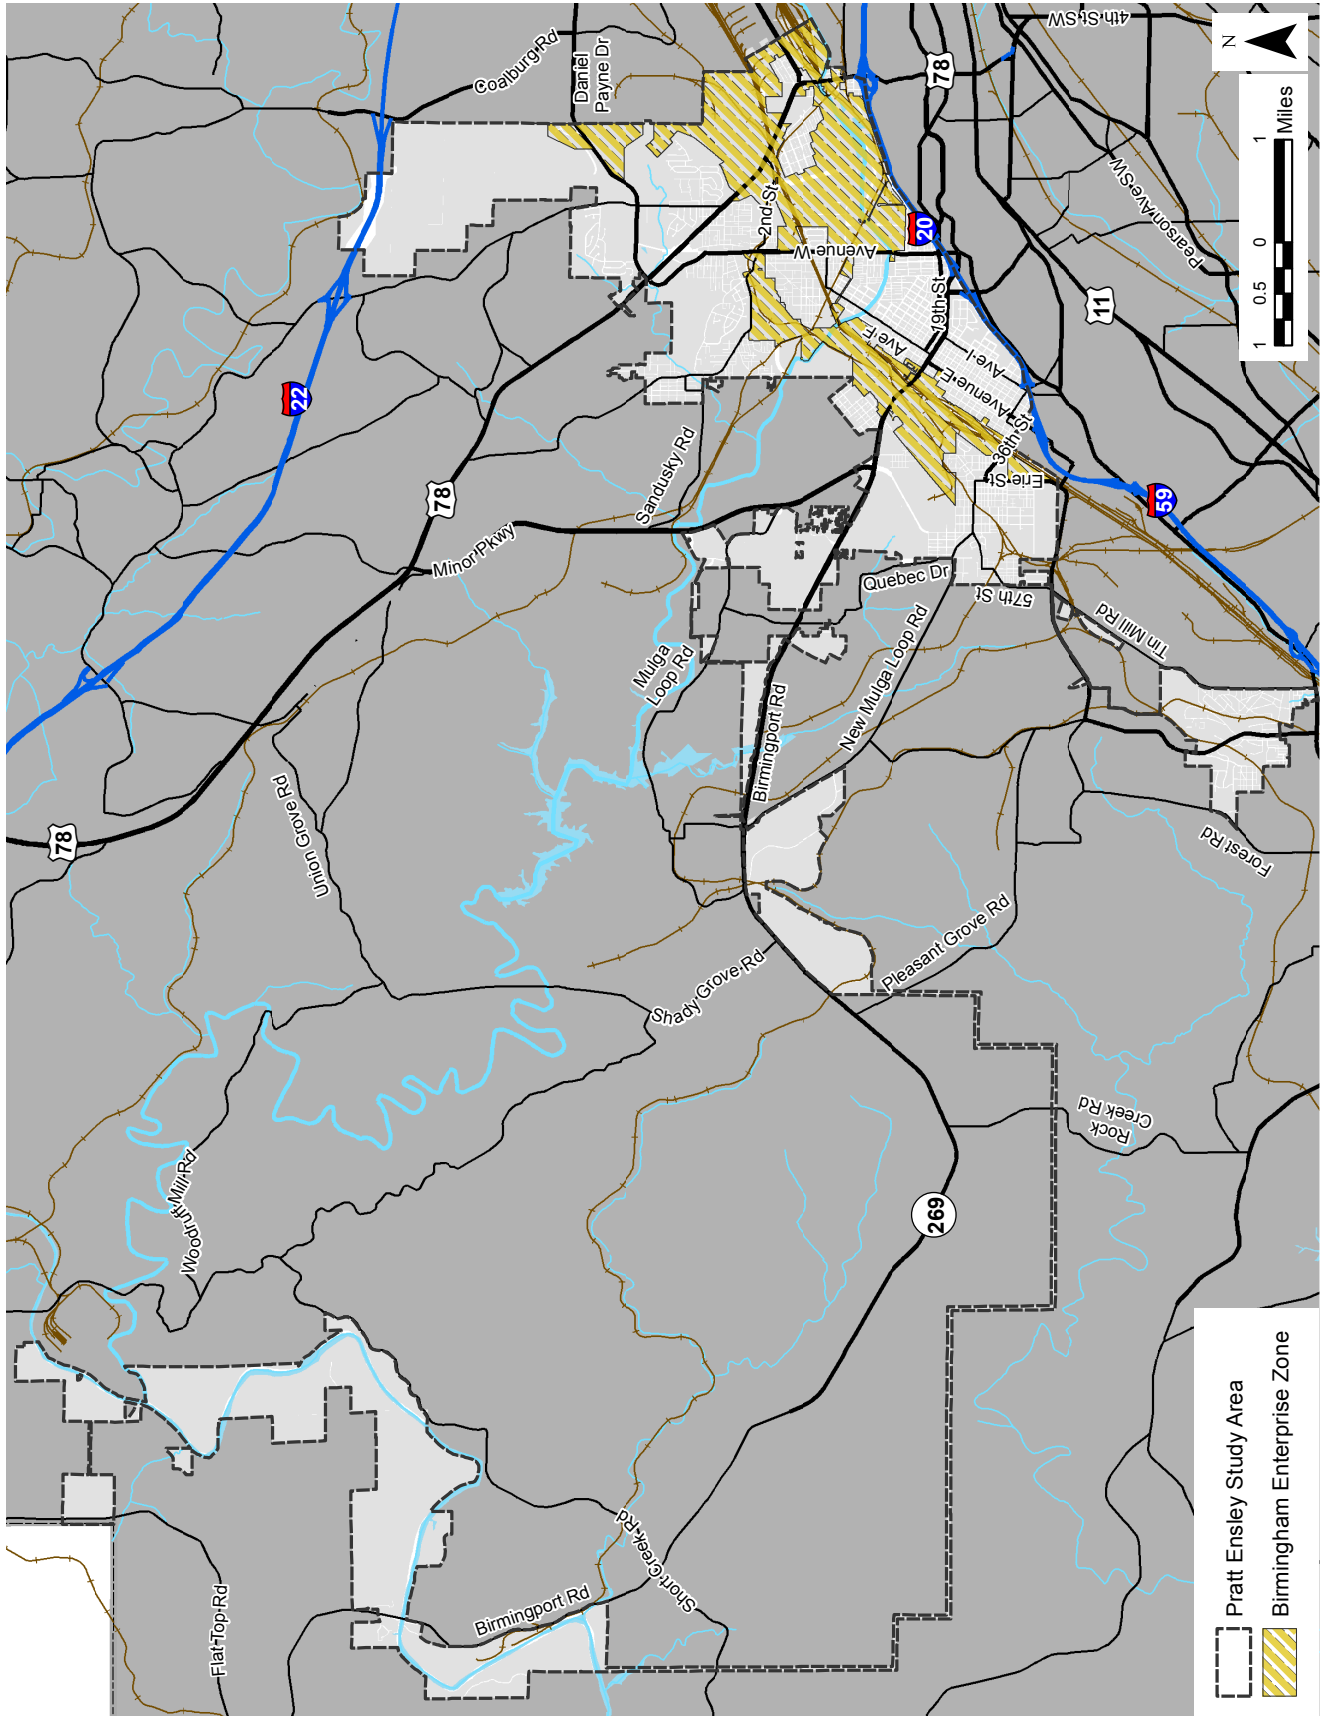 Coalburg Rd
Daniel
Payne Dr
4th St SW
78
N
1 0.5 0 1
Miles
Pearson Ave SW
2nd St
Avenue W
20
19th St
11
22
Ave F
Ave I
Avenue E
36th St
Erie St
Sandusky Rd
78
59
Minor Pkwy
Quebec Dr
57th St
Tin Mill Rd
Mulga
Loop Rd
New Mulga Loop Rd
Birmingport Rd
78
Union Grove Rd
Forest Rd
Shady Grove Rd
Pleasant Grove Rd
Rock
Creek Rd
Woodruff Mill Rd
269
Short Creek Rd
Birmingport Rd
Flat Top Rd
Pratt Ensley Study Area
Birmingham Enterprise Zone